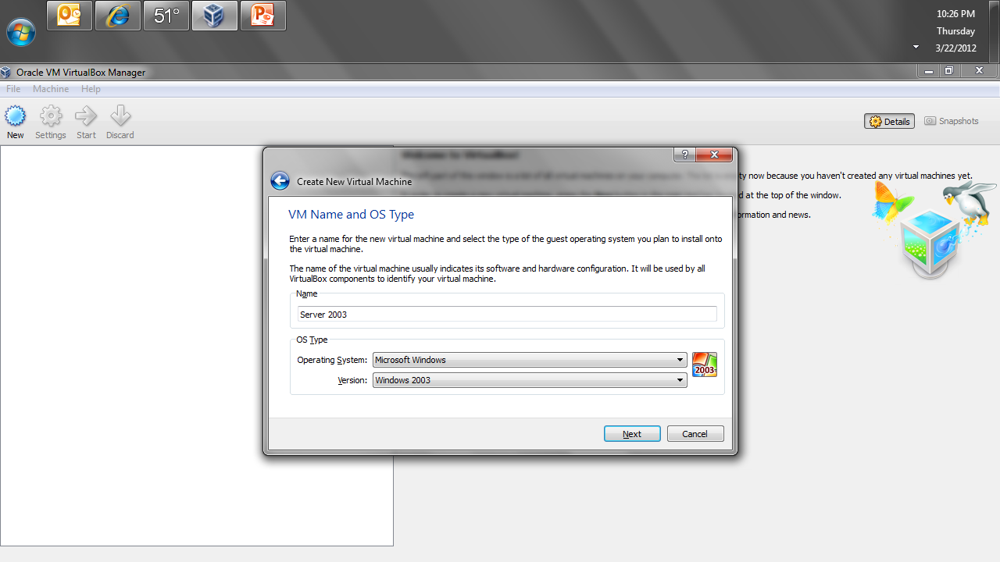 51°
10:26 PM
Thursday
3/22/2012
Oracle VM VirtualBox Manager
File Machine Help
New Settings Start Discard
Details Snapshots
Welcome to VirtualBox!
ty now because you haven't created any virtual machines yet.
d at the top of the window.
ormation and news.
?
Create New Virtual Machine
VM Name and OS Type
Enter a name for the new virtual machine and select the type of the guest operating system you plan to install onto
the virtual machine.
The name of the virtual machine usually indicates its software and hardware configuration. It will be used by all
VirtualBox components to identify your virtual machine.
Name
Server 2003
OS Type
Operating System: Microsoft Windows
2003
Version: Windows 2003
Next Cancel